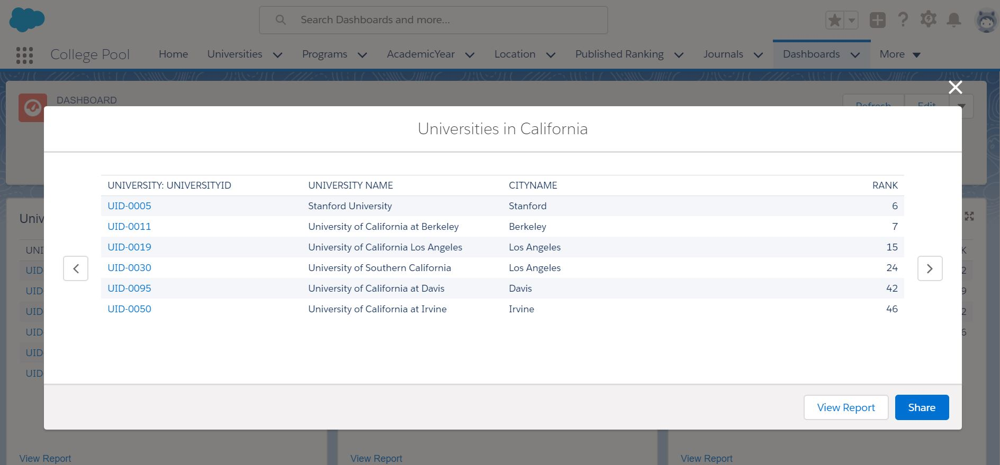 Search Dashboards and more...
College Pool Home Universities Programs AcademicYear Location Published Ranking Journals Dashboards More
DASHBOARD
Refresh Edit
Universities in California
UNIVERSITY: UNIVERSITYID UNIVERSITY NAME CITYNAME RANK
UID-0005 Stanford University Stanford 6
UID-0011 University of California at Berkeley Berkeley 7
UID-0019 University of California Los Angeles Los Angeles 15
UID-0030 University of Southern California Los Angeles 24
UID-0095 University of California at Davis Davis 42
UID-0050 University of California at Irvine Irvine 46
Univ
UNI K
UID- 2
UID- 9
UID- 2
UID- 6
UID-
UID-
View Report Share
View Report View Report View Report